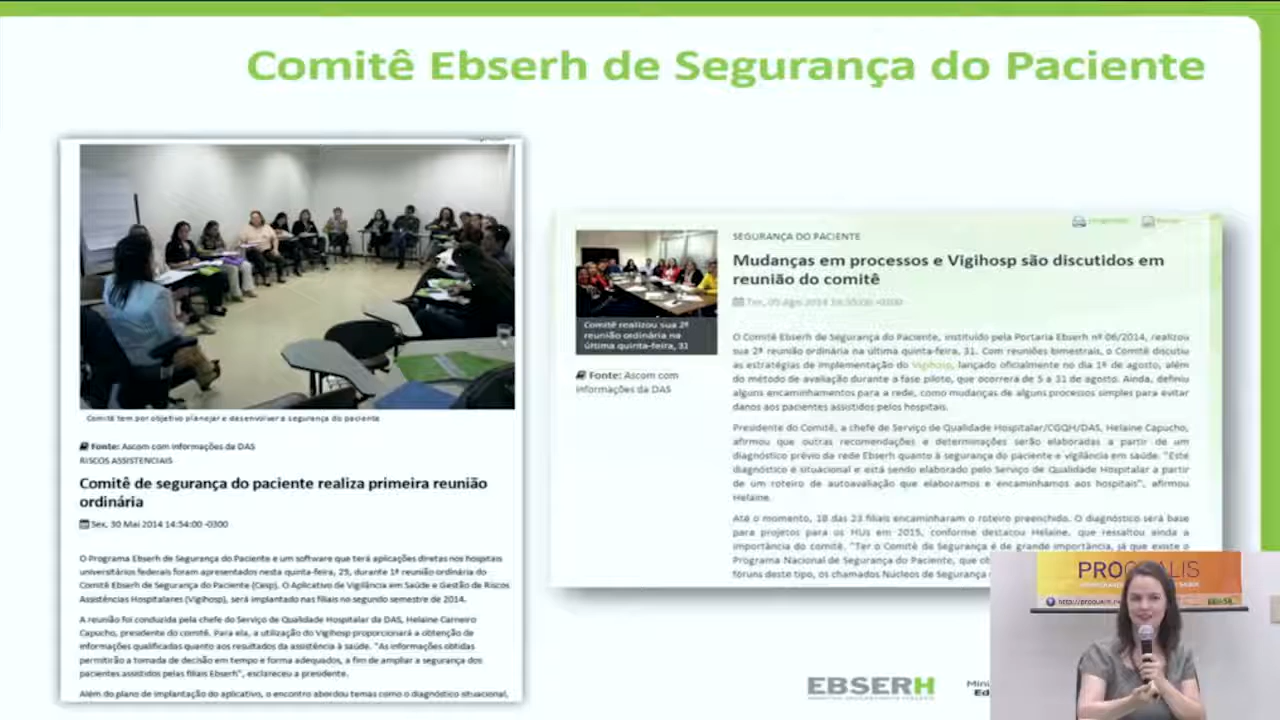 Comitê Ebserh de Segurança do Paciente
Comitê tem por objetivo planejar e desenvolver a segurança do paciente
Fonte: Ascom com informações da DAS
RISCOS ASSISTENCIAIS
Comitê de segurança do paciente realiza primeira reunião
ordinária
Sex, 30 Mai 2014 14:54:00 -0300
O Programa Ebserh de Segurança do Paciente e um software que terá aplicações diretas nos hospitais
universitários federais foram apresentados nesta quinta-feira, 29, durante 1ª reunião ordinária do
Comitê Ebserh de Segurança do Paciente (Cesp). O Aplicativo de Vigilância em Saúde e Gestão de Riscos
Assistências Hospitalares (Vigihosp), será implantado nas filiais no segundo semestre de 2014.
A reunião foi conduzida pela chefe do Serviço de Qualidade Hospitalar da DAS, Helaine Carneiro
Capucho, presidente do comitê. Para ela, a utilização do Vigihosp proporcionará a obtenção de
informações qualificadas quanto aos resultados da assistência à saúde. "As informações obtidas
permitirão a tomada de decisão em tempo e forma adequados, a fim de ampliar a segurança dos
pacientes assistidos pelas filiais Ebserh", esclareceu a presidente.
Além do plano de implantação do aplicativo, o encontro abordou temas como o diagnóstico situacional,
SEGURANÇA DO PACIENTE
Mudanças em processos e Vigihosp são discutidos em
reunião do comitê
Ter, 05 Ago 2014
Comitê realizou sua 2ª
reunião ordinária na
última quinta-feira, 31
Fonte: Ascom com
informações da DAS
O Comitê Ebserh de Segurança do Paciente, instituído pela Portaria Ebserh nº 06/2014, realizou
sua 2ª reunião ordinária na última quinta-feira, 31. Com reuniões bimestrais, o Comitê discutiu
as estratégias de implementação do Vigihosp, lançado oficialmente no dia 1º de agosto, além
do método de avaliação durante a fase piloto, que ocorrerá de 5 a 31 de agosto. Ainda, definiu
alguns encaminhamentos para a rede, como mudanças de alguns processos simples para evitar
danos aos pacientes assistidos pelos hospitais.
Presidente do Comitê, a chefe de Serviço de Qualidade Hospitalar/CGQH/DAS, Helaine Capucho,
afirmou que outras recomendações e determinações serão elaboradas a partir de um
diagnóstico prévio da rede Ebserh quanto à segurança do paciente e vigilância em saúde. "Este
diagnóstico é situacional e está sendo elaborado pelo Serviço de Qualidade Hospitalar a partir
de um roteiro de autoavaliação que elaboramos e encaminhamos aos hospitais", afirmou
Helaine.
Até o momento, 18 das 23 filiais encaminharam o roteiro preenchido. O diagnóstico será base
para projetos para os HUs em 2015, conforme destacou Helaine, que ressaltou ainda a
importância do comitê. "Ter o Comitê de Segurança é de grande importância, já que existe o
Programa Nacional de Segurança do Paciente, que
fóruns deste tipo, os chamados Núcleos de Segurança
PROQUALIS
EBSERH